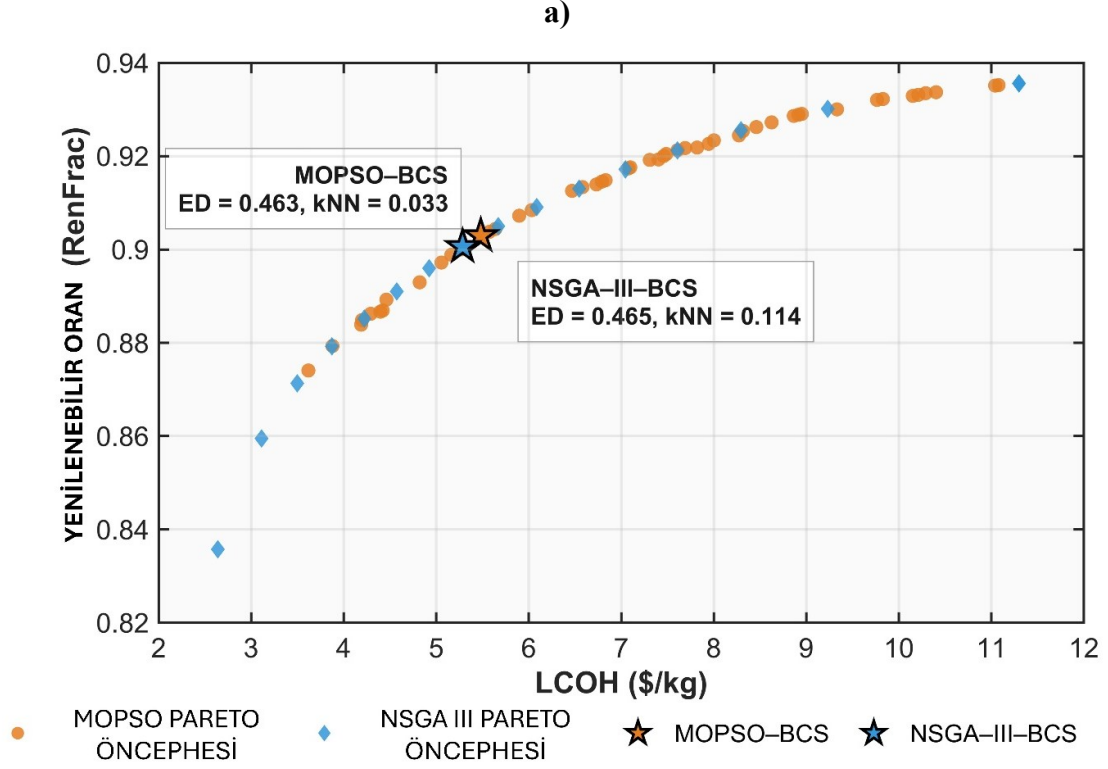 a)
0.94
0.92
0.9
0.88
0.86
0.84
0.82
YENİLENEBİLİR ORAN (RenFrac)
MOPSO–BCS
ED = 0.463, kNN = 0.033
NSGA–III–BCS
ED = 0.465, kNN = 0.114
2 3 4 5 6 7 8 9 10 11 12
LCOH ($/kg)
MOPSO PARETO
ÖNCEPHESİ
NSGA III PARETO
ÖNCEPHESİ
MOPSO–BCS
NSGA–III–BCS